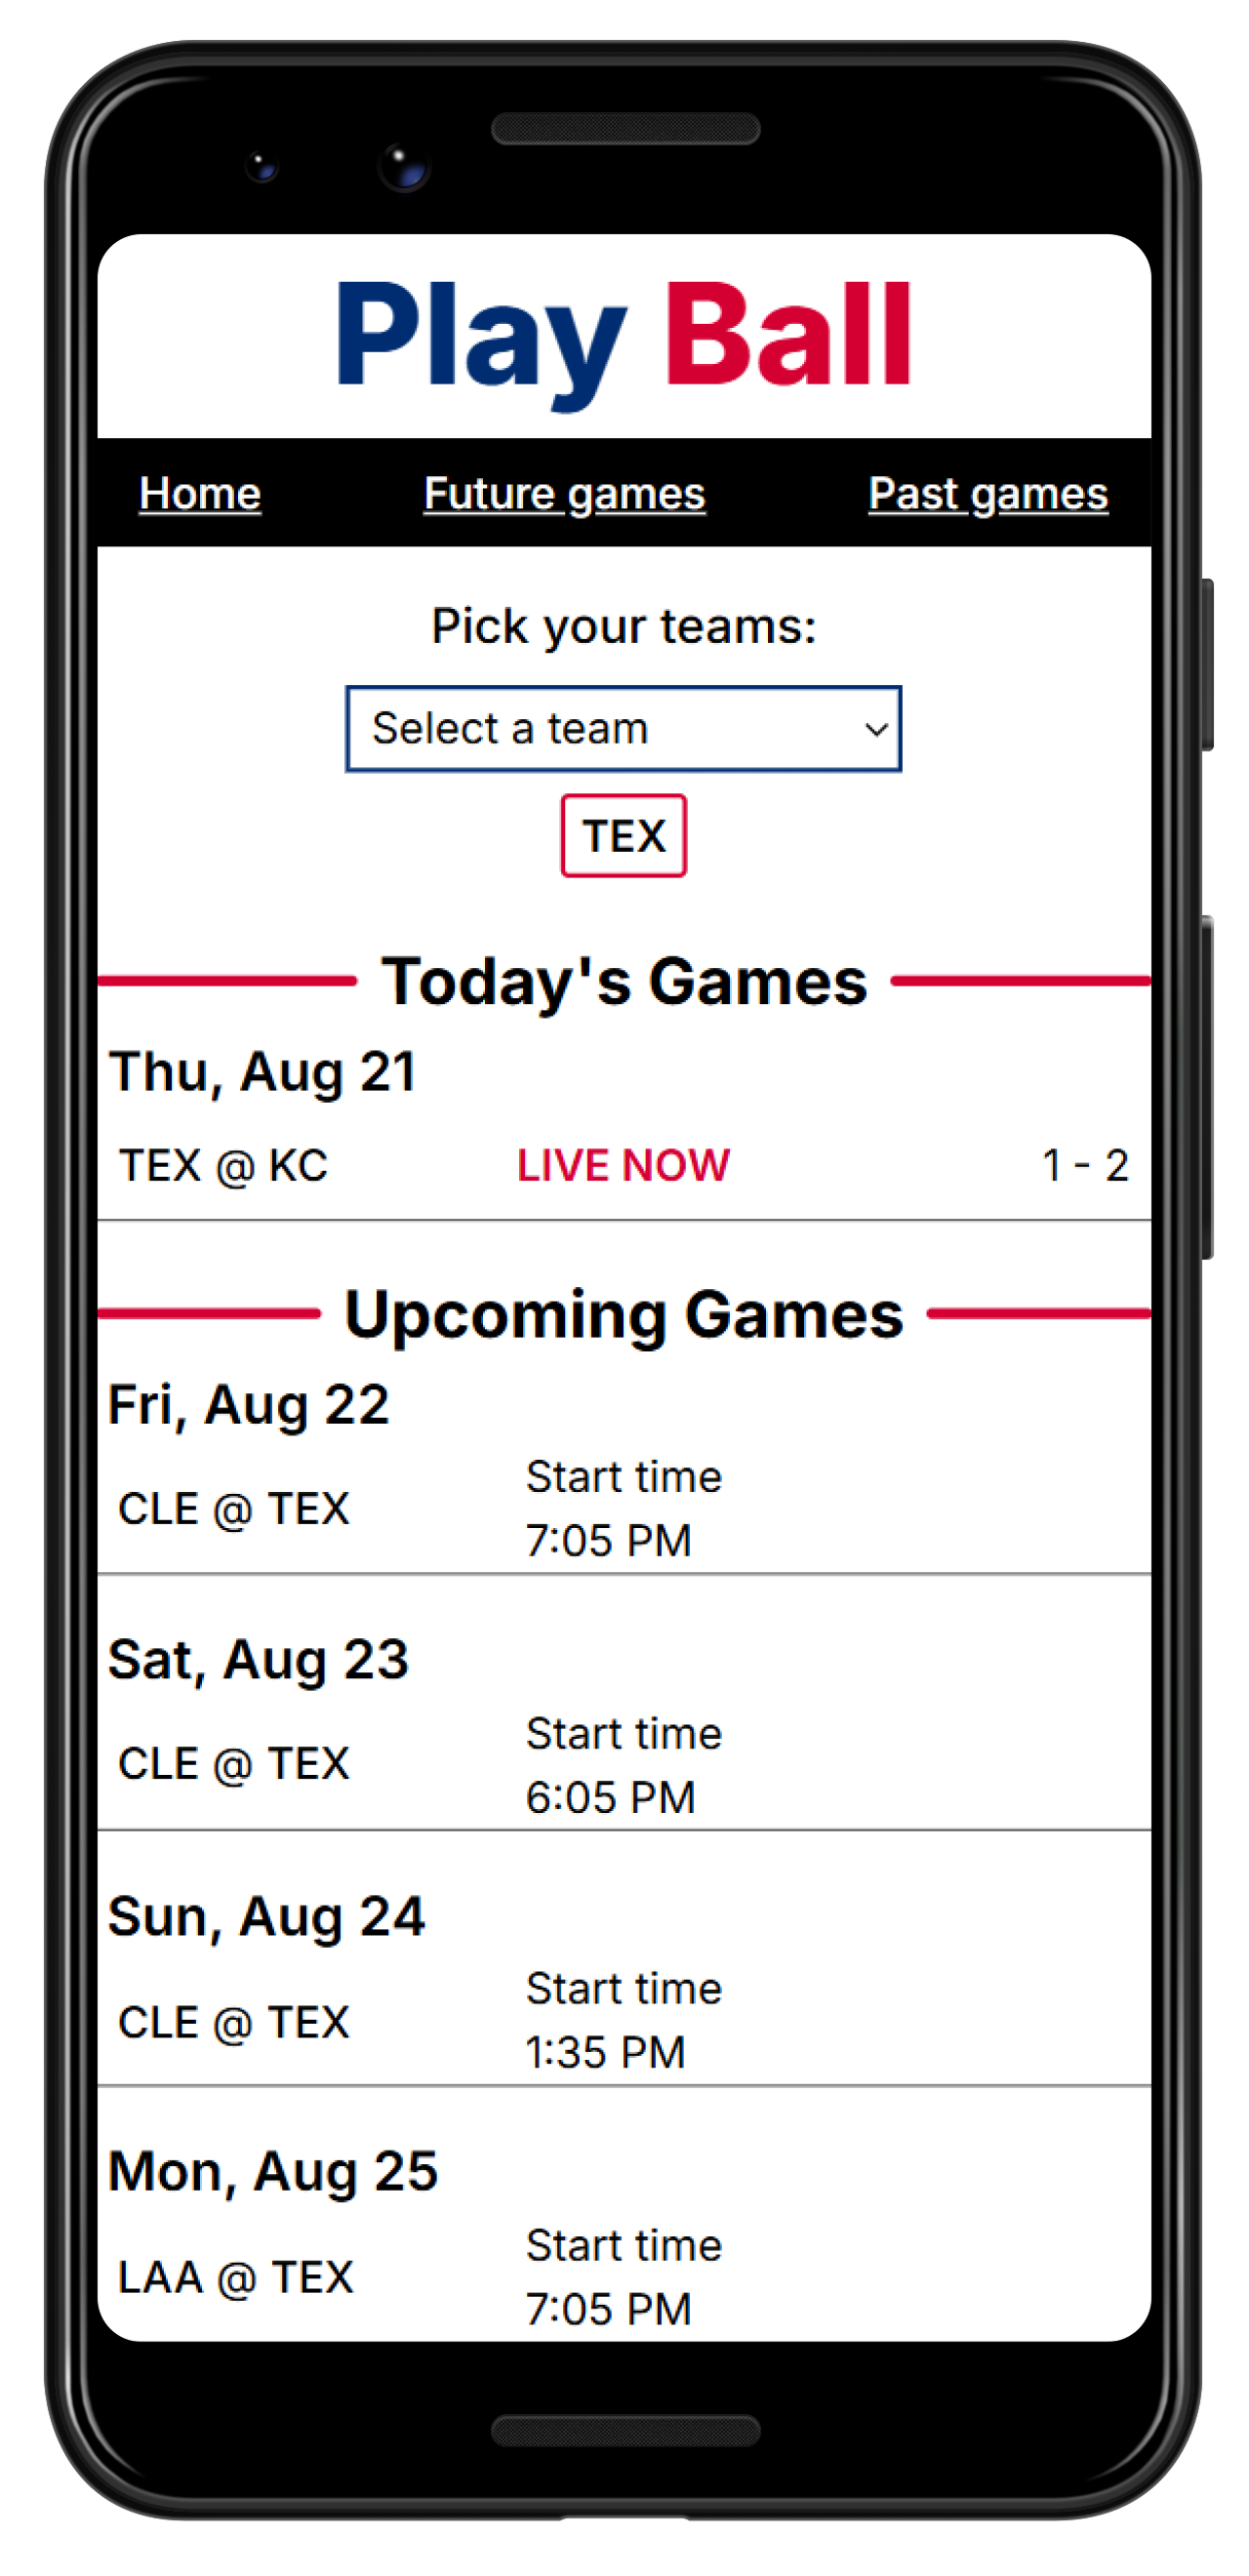 Play Ball
Home Future games Past games
Pick your teams:
Select a team
TEX
Today's Games
Thu, Aug 21
TEX @ KC LIVE NOW 1 - 2
Upcoming Games
Fri, Aug 22
CLE @ TEX
Start time
7:05 PM
Sat, Aug 23
CLE @ TEX
Start time
6:05 PM
Sun, Aug 24
CLE @ TEX
Start time
1:35 PM
Mon, Aug 25
LAA @ TEX
Start time
7:05 PM